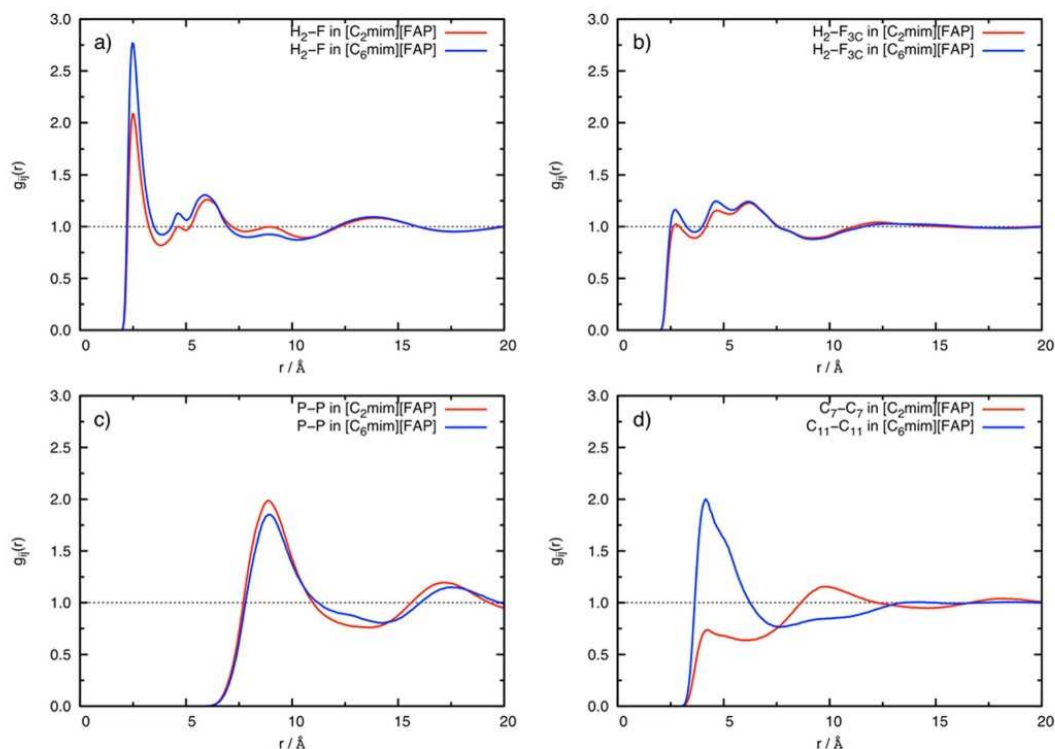 a)
H2–F in [C2mim][FAP]
H2–F in [C6mim][FAP]
gij(r)
3.0
2.5
2.0
1.5
1.0
0.5
0.0
0 5 10 15 20
r / Å
b)
H2–F3C in [C2mim][FAP]
H2–F3C in [C6mim][FAP]
gij(r)
3.0
2.5
2.0
1.5
1.0
0.5
0.0
0 5 10 15 20
r / Å
c)
P–P in [C2mim][FAP]
P–P in [C6mim][FAP]
gij(r)
3.0
2.5
2.0
1.5
1.0
0.5
0.0
0 5 10 15 20
r / Å
d)
C7–C7 in [C2mim][FAP]
C11–C11 in [C6mim][FAP]
gij(r)
3.0
2.5
2.0
1.5
1.0
0.5
0.0
0 5 10 15 20
r / Å